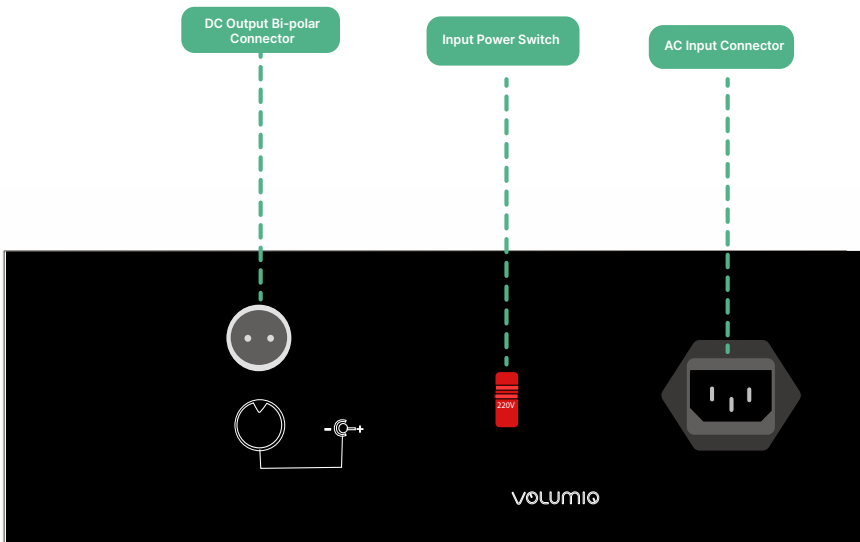 DC Output Bi-polar
Connector
Input Power Switch
AC Input Connector
220V
- +
VOLUMIO